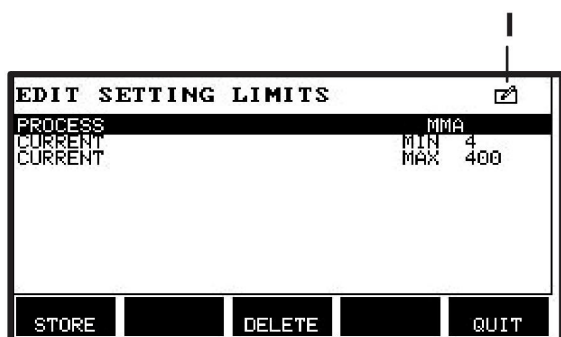 I
EDIT SETTING LIMITS
PROCESS MMA
CURRENT MIN 4
CURRENT MAX 400
STORE DELETE QUIT